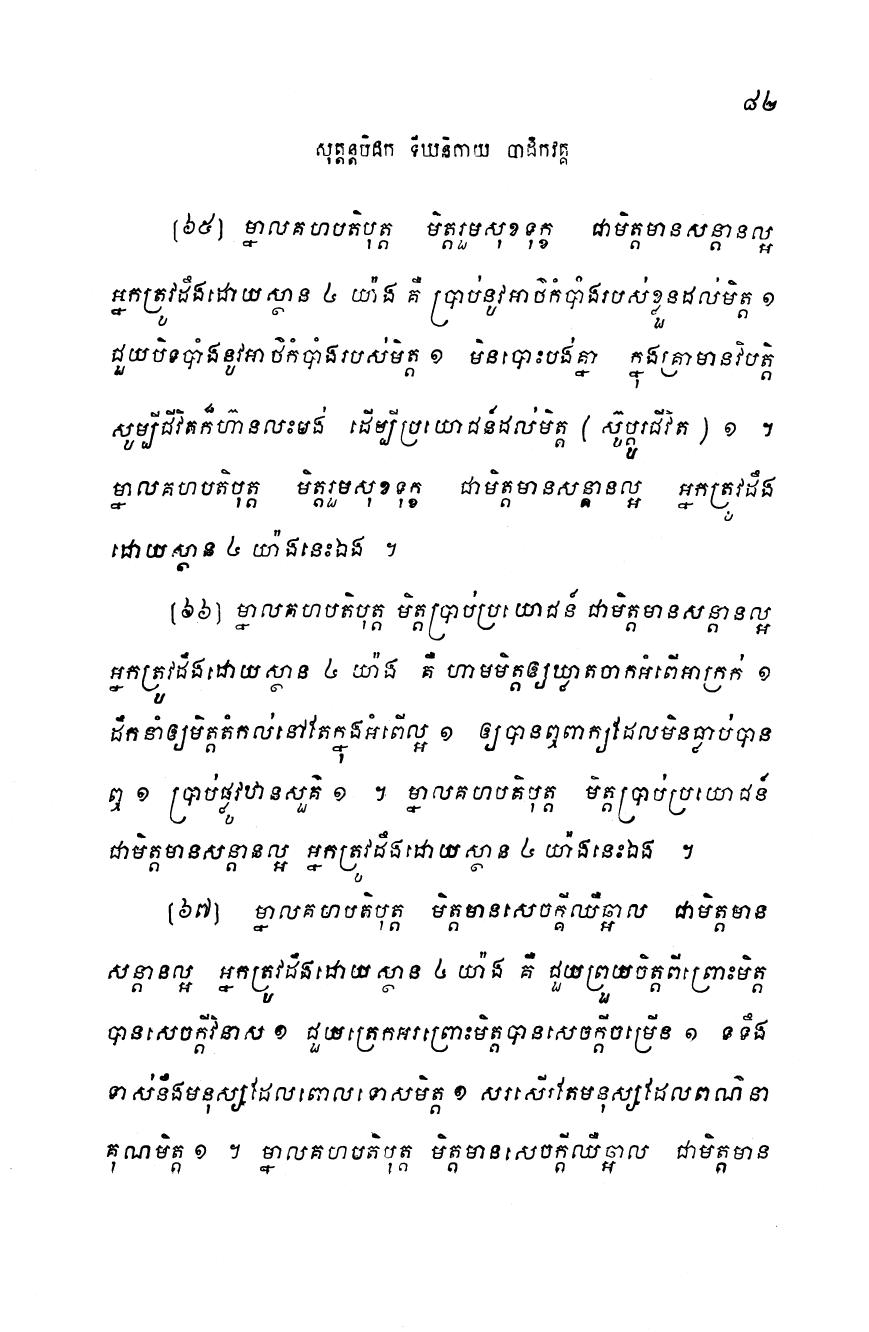 ៨២
សុត្តន្តបិដក ទីឃនិកាយ បាដិកវគ្គ
[៦៥] ម្នាលគហបតិបុត្ត មិត្តរួមសុខទុក្ខ ជាមិត្តមានសន្តានល្អ
អ្នកត្រូវដឹងដោយស្ថាន ៤ យ៉ាង គឺ ប្រាប់នូវអាថ៌កំបាំងរបស់ខ្លួនដល់មិត្ត ១
ជួយបិទបាំងនូវអាថ៌កំបាំងរបស់មិត្ត ១ មិនបោះបង់គ្នា ក្នុងគ្រាមានវិបត្តិ
សូម្បីជីវិតក៏ហ៊ានលះបង់ ដើម្បីប្រយោជន៍ដល់មិត្ត ( ស៊ូប្តូរជីវិត ) ១ ។
ម្នាលគហបតិបុត្ត មិត្តរួមសុខទុក្ខ ជាមិត្តមានសន្តានល្អ អ្នកត្រូវដឹង
ដោយស្ថាន ៤ យ៉ាងនេះឯង ។
[៦៦] ម្នាលគហបតិបុត្ត មិត្តប្រាប់ប្រយោជន៍ ជាមិត្តមានសន្តានល្អ
អ្នកត្រូវដឹងដោយស្ថាន ៤ យ៉ាង គឺ ហាមមិត្តឲ្យឃ្លាតចាកអំពើអាក្រក់ ១
ដឹកនាំឲ្យមិត្តតំកល់នៅតែក្នុងអំពើល្អ ១ ឲ្យបានឮពាក្យដែលមិនធ្លាប់បាន
ឮ ១ ប្រាប់ផ្លូវឋានសួគ៌ ១ ។ ម្នាលគហបតិបុត្ត មិត្តប្រាប់ប្រយោជន៍
ជាមិត្តមានសន្តានល្អ អ្នកត្រូវដឹងដោយស្ថាន ៤ យ៉ាងនេះឯង ។
[៦៧] ម្នាលគហបតិបុត្ត មិត្តមានសេចក្តីឈឺឆ្អាល ជាមិត្តមាន
សន្តានល្អ អ្នកត្រូវដឹងដោយស្ថាន ៤ យ៉ាង គឺ ជួយព្រួយចិត្តពីព្រោះមិត្ត
បានសេចក្តីវិនាស ១ ជួយត្រេកអរព្រោះមិត្តបានសេចក្តីចម្រើន ១ ទទឹង
ទាស់នឹងមនុស្សដែលពោលទោសមិត្ត ១ សរសើរតែមនុស្សដែលពណ៌នា
គុណមិត្ត ១ ។ ម្នាលគហបតិបុត្ត មិត្តមានសេចក្តីឈឺឆ្អាល ជាមិត្តមាន